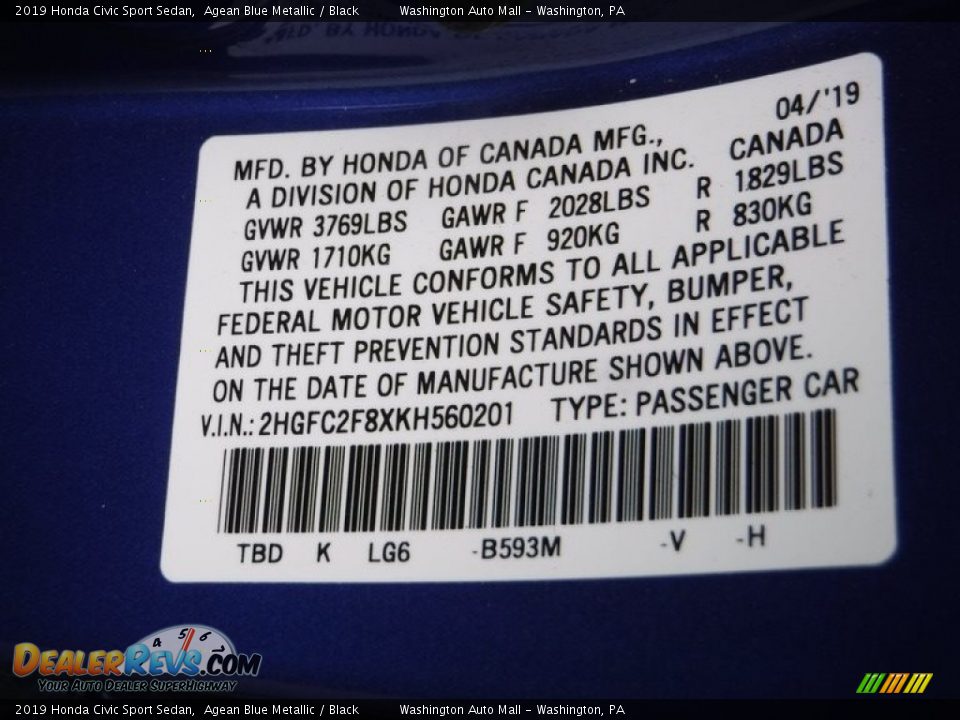 2019 Honda Civic Sport Sedan, Agean Blue Metallic / Black Washington Auto Mall - Washington, PA
04/'19
MFD. BY HONDA OF CANADA MFG., CANADA
A DIVISION OF HONDA CANADA INC.
GVWR 3769LBS GAWR F 2028LBS R 1829LBS
GVWR 1710KG GAWR F 920KG R 830KG
THIS VEHICLE CONFORMS TO ALL APPLICABLE
FEDERAL MOTOR VEHICLE SAFETY, BUMPER,
AND THEFT PREVENTION STANDARDS IN EFFECT
ON THE DATE OF MANUFACTURE SHOWN ABOVE.
V.I.N.: 2HGFC2F8XKH560201 TYPE: PASSENGER CAR
TBD K LG6 -B593M -V -H
4 5 6
DEALERREVS.COM
YOUR AUTO DEALER SUPERHIGHWAY
2019 Honda Civic Sport Sedan, Agean Blue Metallic / Black Washington Auto Mall - Washington, PA